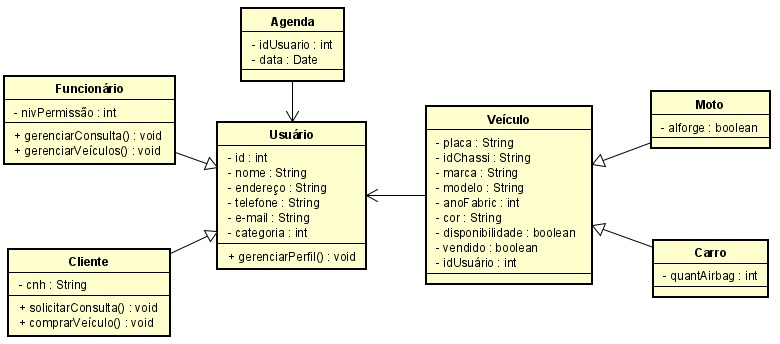 Agenda
- idUsuario : int
- data : Date
Funcionário
- nivPermissão : int
+ gerenciarConsulta() : void
+ gerenciarVeículos() : void
Usuário
- id : int
- nome : String
- endereço : String
- telefone : String
- e-mail : String
- categoria : int
+ gerenciarPerfil() : void
Cliente
- cnh : String
+ solicitarConsulta() : void
+ comprarVeículo() : void
Veículo
- placa : String
- idChassi : String
- marca : String
- modelo : String
- anoFabric : int
- cor : String
- disponibilidade : boolean
- vendido : boolean
- idUsuário : int
Moto
- alforge : boolean
Carro
- quantAirbag : int